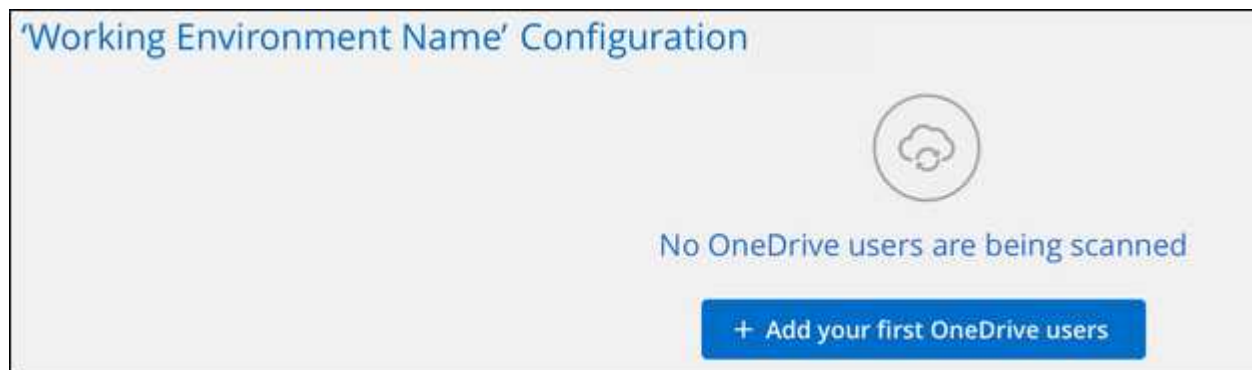 ‘Working Environment Name’ Configuration
No OneDrive users are being scanned
+ Add your first OneDrive users